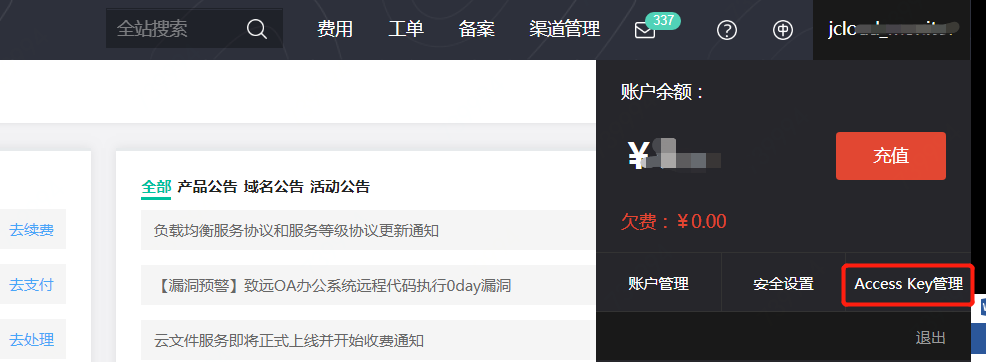 全站搜索 费用 工单 备案 渠道管理 337
账户余额：
¥
充值
欠费：¥0.00
账户管理 安全设置 Access Key管理
退出
全部 产品公告 域名公告 活动公告
去续费
负载均衡服务协议和服务等级协议更新通知
去支付
【漏洞预警】致远OA办公系统远程代码执行0day漏洞
去处理
云文件服务即将正式上线并开始收费通知